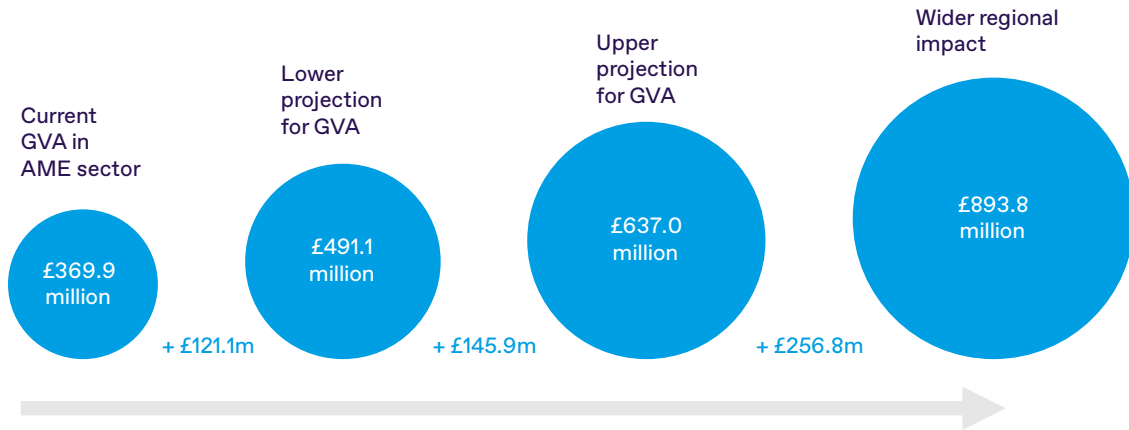 Current
GVA in
AME sector
£369.9
million
+ £121.1m
Lower
projection
for GVA
£491.1
million
+ £145.9m
Upper
projection
for GVA
£637.0
million
+ £256.8m
Wider regional
impact
£893.8
million